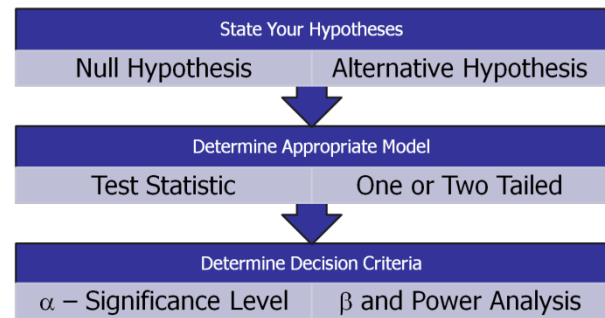 State Your Hypotheses
Null Hypothesis Alternative Hypothesis
Determine Appropriate Model
Test Statistic One or Two Tailed
Determine Decision Criteria
α – Significance Level β and Power Analysis